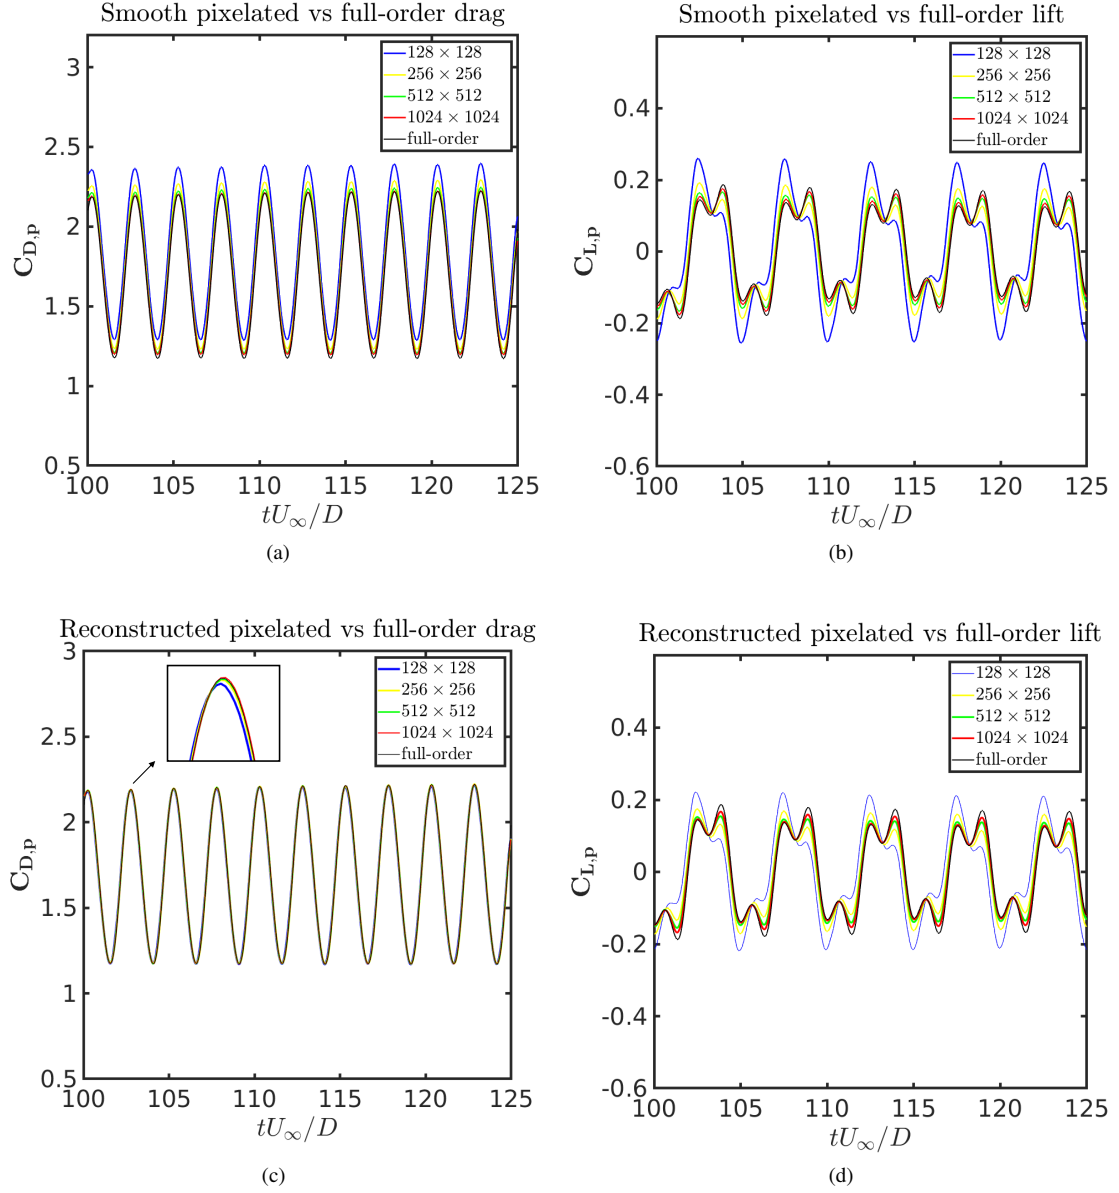 Smooth pixelated vs full-order drag
3
2.5
2
1.5
1
0.5
C_{D,p}
128 × 128
256 × 256
512 × 512
1024 × 1024
full-order
100 105 110 115 120 125
tU_∞/D
(a)
Smooth pixelated vs full-order lift
0.4
0.2
0
-0.2
-0.4
-0.6
C_{L,p}
128 × 128
256 × 256
512 × 512
1024 × 1024
full-order
100 105 110 115 120 125
tU_∞/D
(b)
Reconstructed pixelated vs full-order drag
3
2.5
2
1.5
1
0.5
C_{D,p}
128 × 128
256 × 256
512 × 512
1024 × 1024
full-order
100 105 110 115 120 125
tU_∞/D
(c)
Reconstructed pixelated vs full-order lift
0.4
0.2
0
-0.2
-0.4
-0.6
C_{L,p}
128 × 128
256 × 256
512 × 512
1024 × 1024
full-order
100 105 110 115 120 125
tU_∞/D
(d)